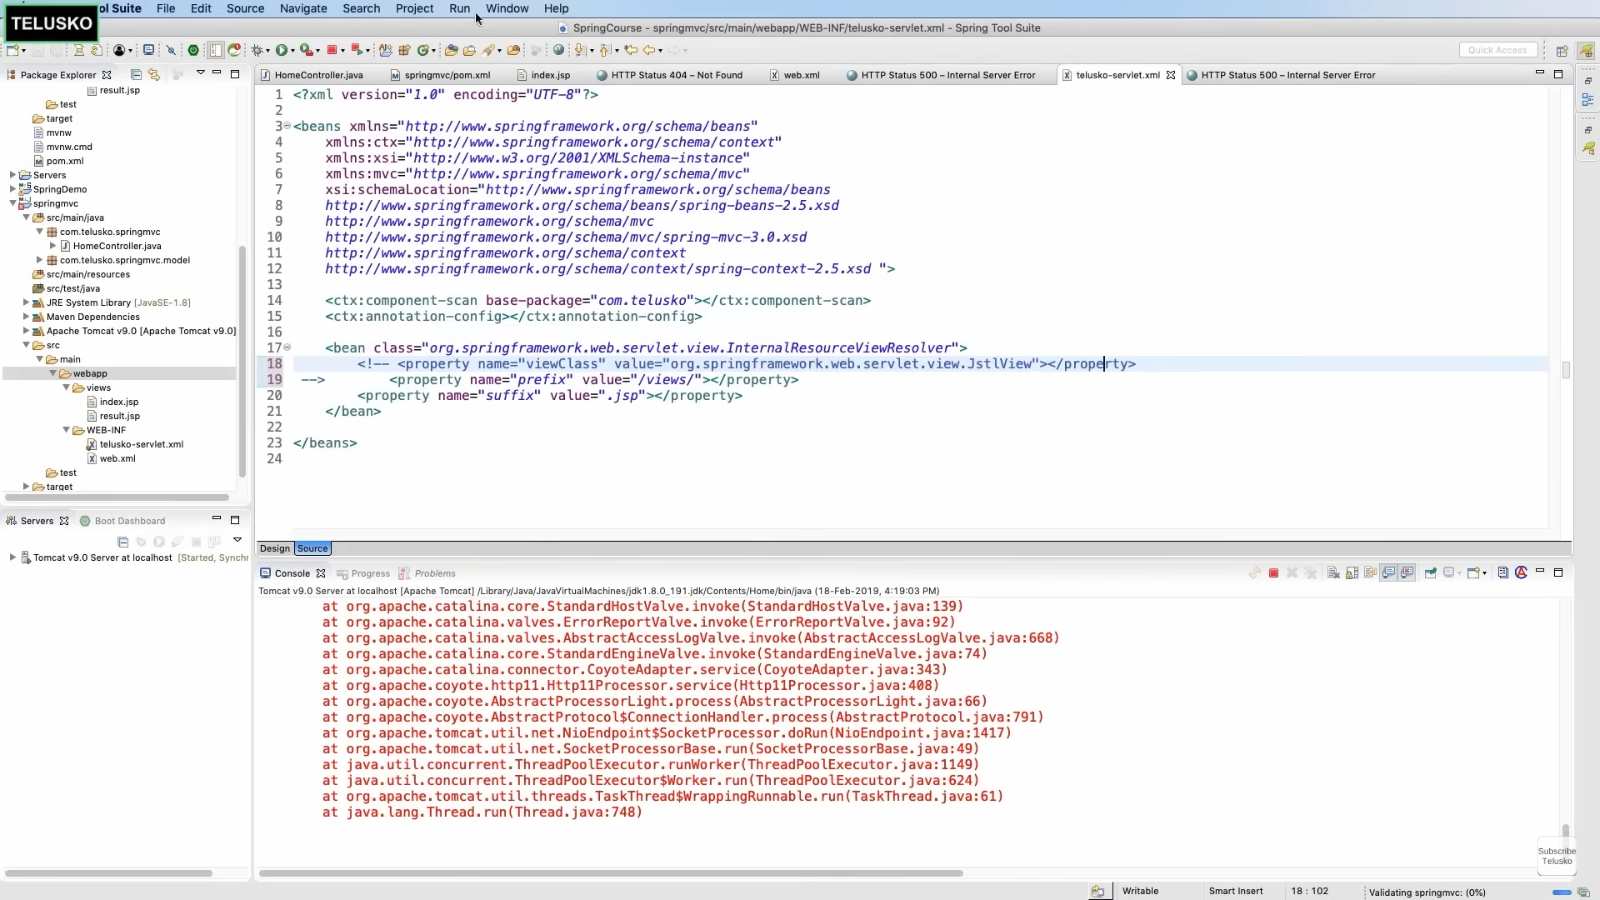 TELUSKO
ol Suite File Edit Source Navigate Search Project Run Window Help
SpringCourse - springmvc/src/main/webapp/WEB-INF/telusko-servlet.xml - Spring Tool Suite
Quick Access
Package Explorer
HomeController.java springmvc/pom.xml index.jsp HTTP Status 404 – Not Found web.xml HTTP Status 500 – Internal Server Error telusko-servlet.xml HTTP Status 500 – Internal Server Error
result.jsp
test
target
mvnw
mvnw.cmd
pom.xml
Servers
SpringDemo
springmvc
src/main/java
com.telusko.springmvc
HomeController.java
com.telusko.springmvc.model
src/main/resources
src/test/java
JRE System Library [JavaSE-1.8]
Maven Dependencies
Apache Tomcat v9.0 [Apache Tomcat v9.0]
src
main
webapp
views
index.jsp
result.jsp
WEB-INF
telusko-servlet.xml
web.xml
test
target
1 <?xml version="1.0" encoding="UTF-8"?>
2
3 <beans xmlns="http://www.springframework.org/schema/beans"
4 xmlns:ctx="http://www.springframework.org/schema/context"
5 xmlns:xsi="http://www.w3.org/2001/XMLSchema-instance"
6 xmlns:mvc="http://www.springframework.org/schema/mvc"
7 xsi:schemaLocation="http://www.springframework.org/schema/beans
8 http://www.springframework.org/schema/beans/spring-beans-2.5.xsd
9 http://www.springframework.org/schema/mvc
10 http://www.springframework.org/schema/mvc/spring-mvc-3.0.xsd
11 http://www.springframework.org/schema/context
12 http://www.springframework.org/schema/context/spring-context-2.5.xsd ">
13
14 <ctx:component-scan base-package="com.telusko"></ctx:component-scan>
15 <ctx:annotation-config></ctx:annotation-config>
16
17 <bean class="org.springframework.web.servlet.view.InternalResourceViewResolver">
18 <!-- <property name="viewClass" value="org.springframework.web.servlet.view.JstlView"></property>
19 --> <property name="prefix" value="/views/"></property>
20 <property name="suffix" value=".jsp"></property>
21 </bean>
22
23 </beans>
24
Design Source
Servers Boot Dashboard
Tomcat v9.0 Server at localhost [Started, Synchr
Console Progress Problems
Tomcat v9.0 Server at localhost [Apache Tomcat] /Library/Java/JavaVirtualMachines/jdk1.8.0_191.jdk/Contents/Home/bin/java (18-Feb-2019, 4:19:03 PM)
at org.apache.catalina.core.StandardHostValve.invoke(StandardHostValve.java:139)
at org.apache.catalina.valves.ErrorReportValve.invoke(ErrorReportValve.java:92)
at org.apache.catalina.valves.AbstractAccessLogValve.invoke(AbstractAccessLogValve.java:668)
at org.apache.catalina.core.StandardEngineValve.invoke(StandardEngineValve.java:74)
at org.apache.catalina.connector.CoyoteAdapter.service(CoyoteAdapter.java:343)
at org.apache.coyote.http11.Http11Processor.service(Http11Processor.java:408)
at org.apache.coyote.AbstractProcessorLight.process(AbstractProcessorLight.java:66)
at org.apache.coyote.AbstractProtocol$ConnectionHandler.process(AbstractProtocol.java:791)
at org.apache.tomcat.util.net.NioEndpoint$SocketProcessor.doRun(NioEndpoint.java:1417)
at org.apache.tomcat.util.net.SocketProcessorBase.run(SocketProcessorBase.java:49)
at java.util.concurrent.ThreadPoolExecutor.runWorker(ThreadPoolExecutor.java:1149)
at java.util.concurrent.ThreadPoolExecutor$Worker.run(ThreadPoolExecutor.java:624)
at org.apache.tomcat.util.threads.TaskThread$WrappingRunnable.run(TaskThread.java:61)
at java.lang.Thread.run(Thread.java:748)
Subscribe
Telusko
Writable Smart Insert 18 : 102 Validating springmvc: (0%)